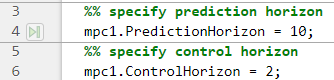 3 %% specify prediction horizon
4 mpc1.PredictionHorizon = 10;
5 %% specify control horizon
6 mpc1.ControlHorizon = 2;